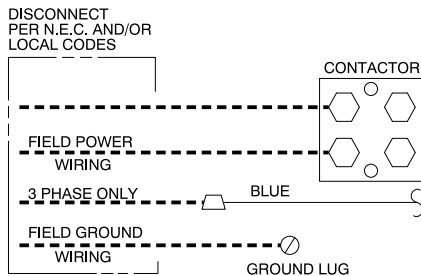 DISCONNECT
PER N.E.C. AND/OR
LOCAL CODES
CONTACTOR
FIELD POWER
WIRING
3 PHASE ONLY
BLUE
FIELD GROUND
WIRING
GROUND LUG